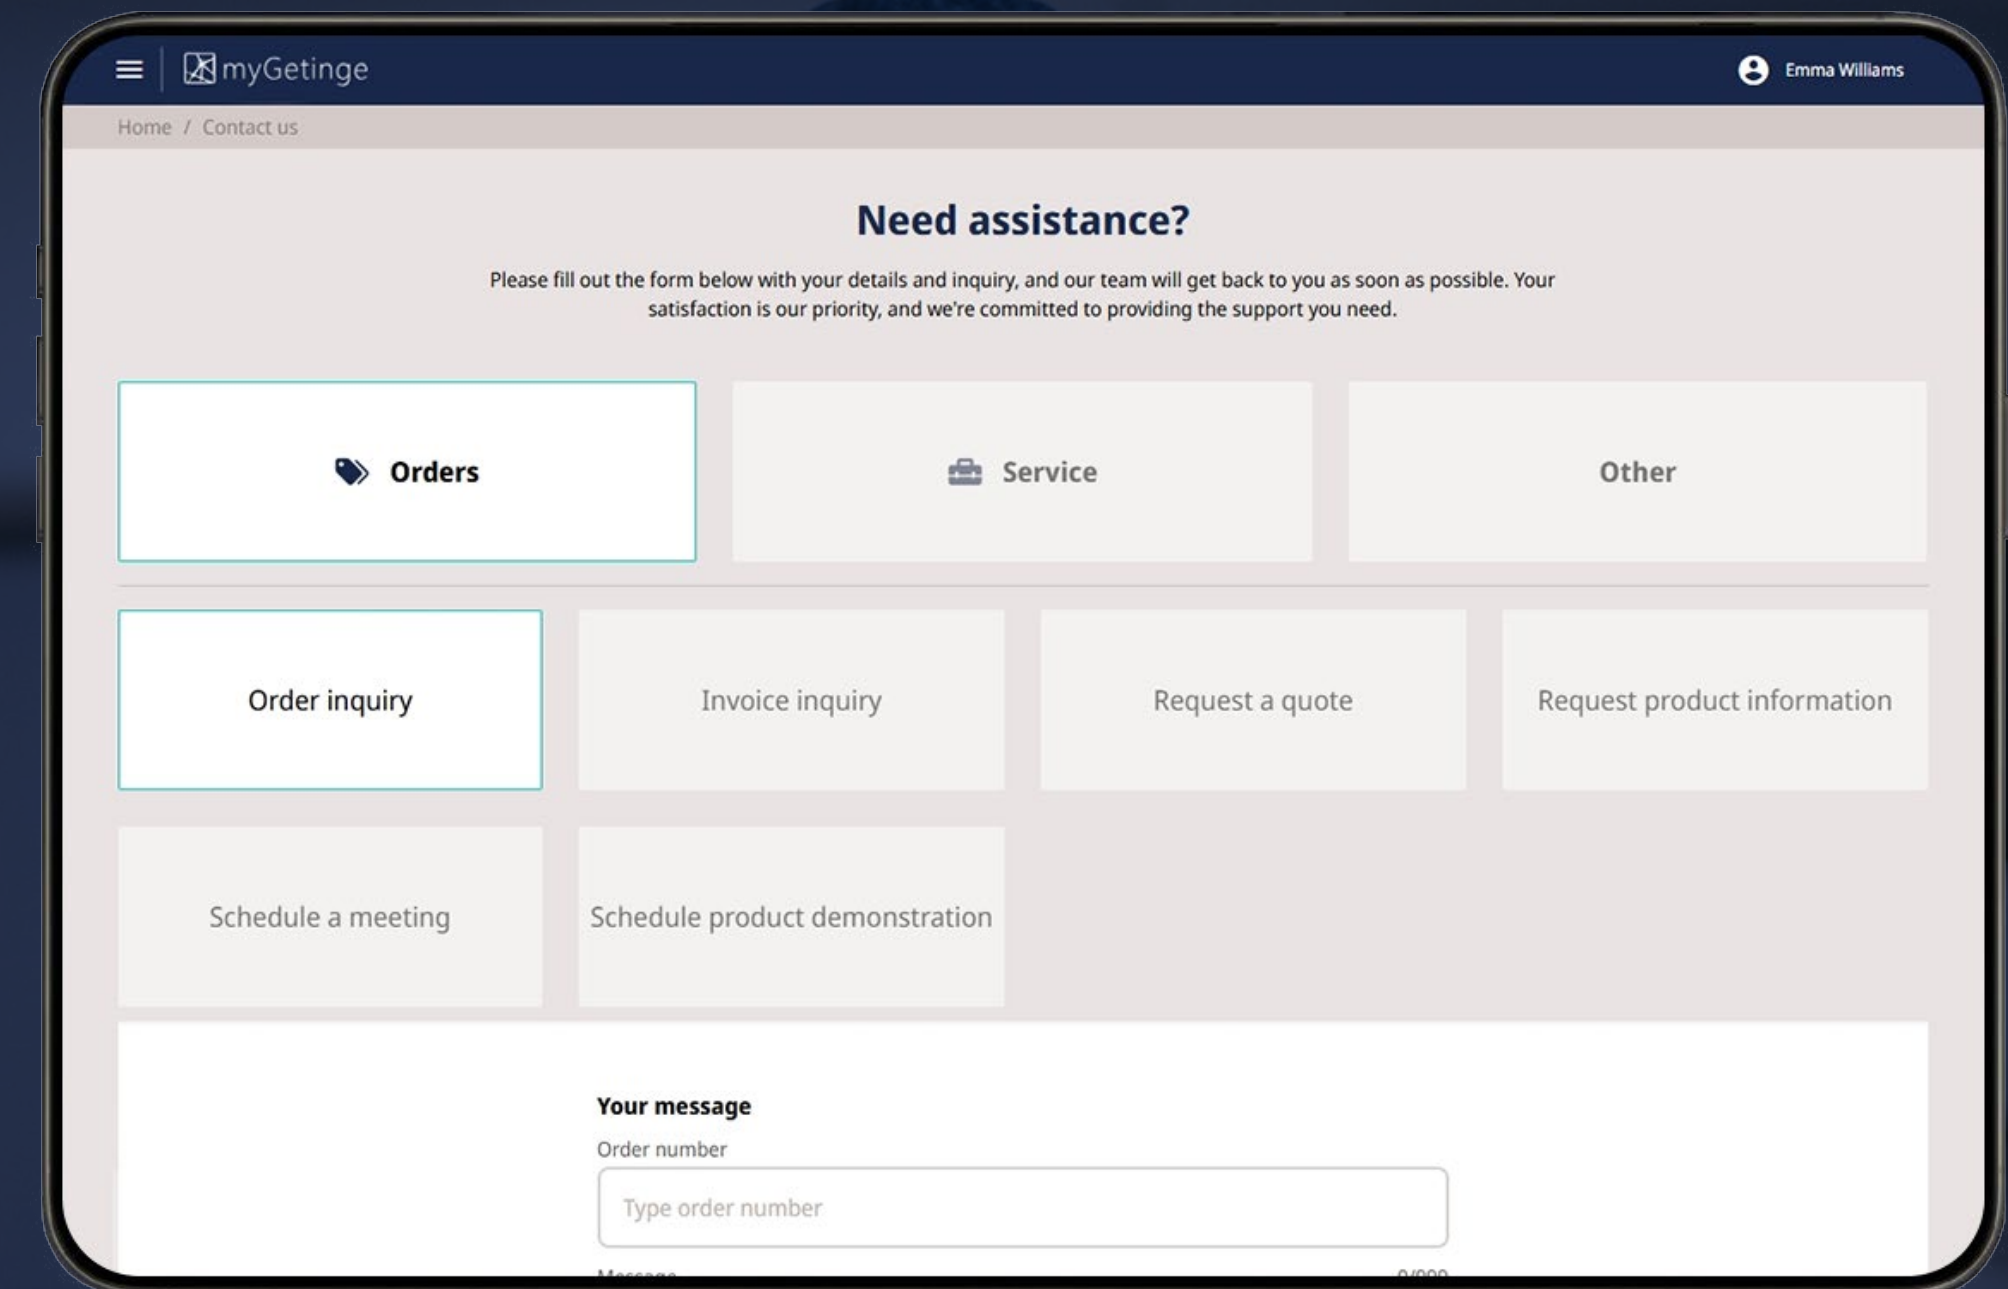 myGetinge
Emma Williams
Home / Contact us
Need assistance?
Please fill out the form below with your details and inquiry, and our team will get back to you as soon as possible. Your
satisfaction is our priority, and we're committed to providing the support you need.
Orders
Service
Other
Order inquiry
Invoice inquiry
Request a quote
Request product information
Schedule a meeting
Schedule product demonstration
Your message
Order number
Type order number
Message